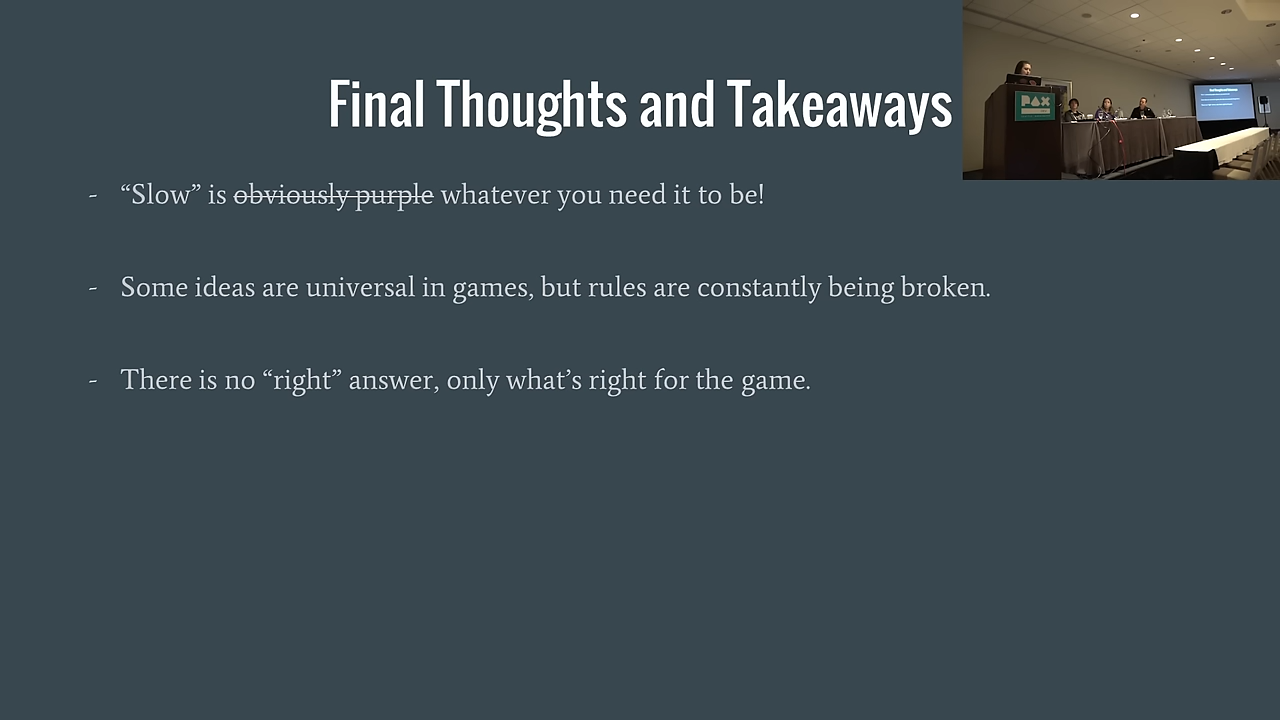 Final Thoughts and Takeaways
- “Slow” is obviously purple whatever you need it to be!
- Some ideas are universal in games, but rules are constantly being broken.
- There is no “right” answer, only what’s right for the game.
PAX